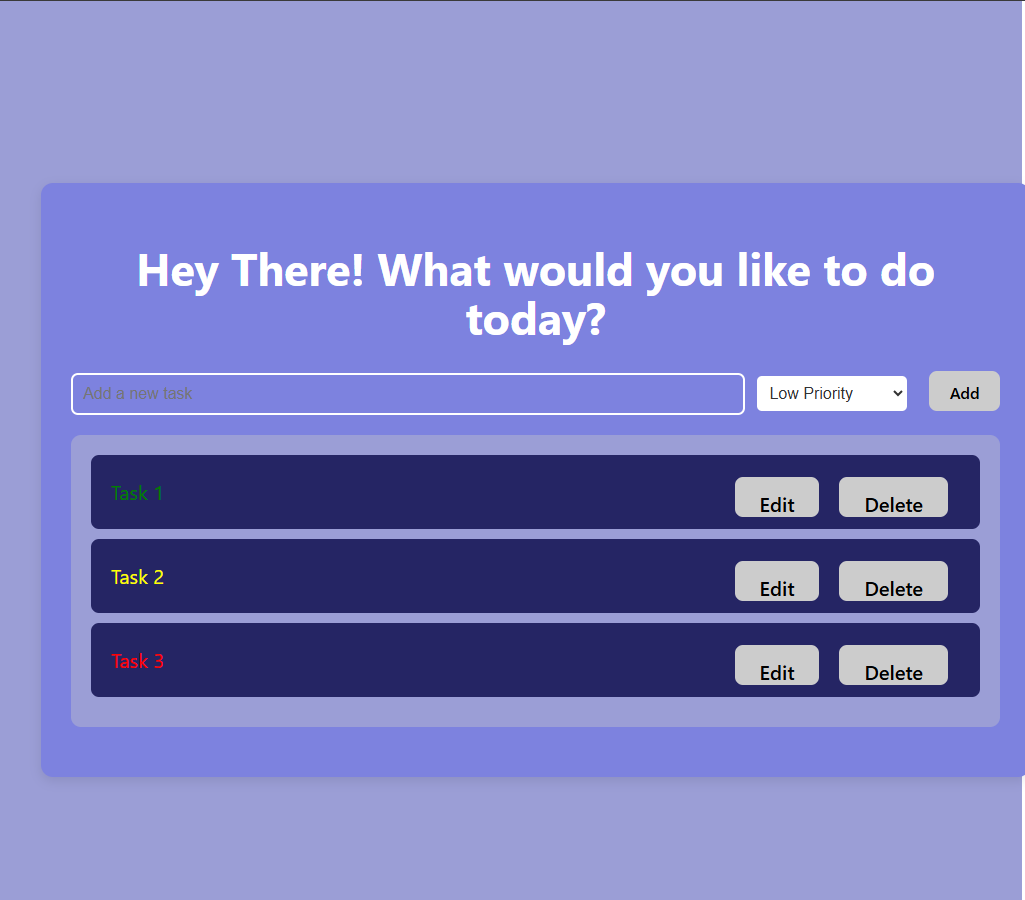 Hey There! What would you like to do
today?
Add a new task
Low Priority
Add
Task 1
Edit
Delete
Task 2
Edit
Delete
Task 3
Edit
Delete